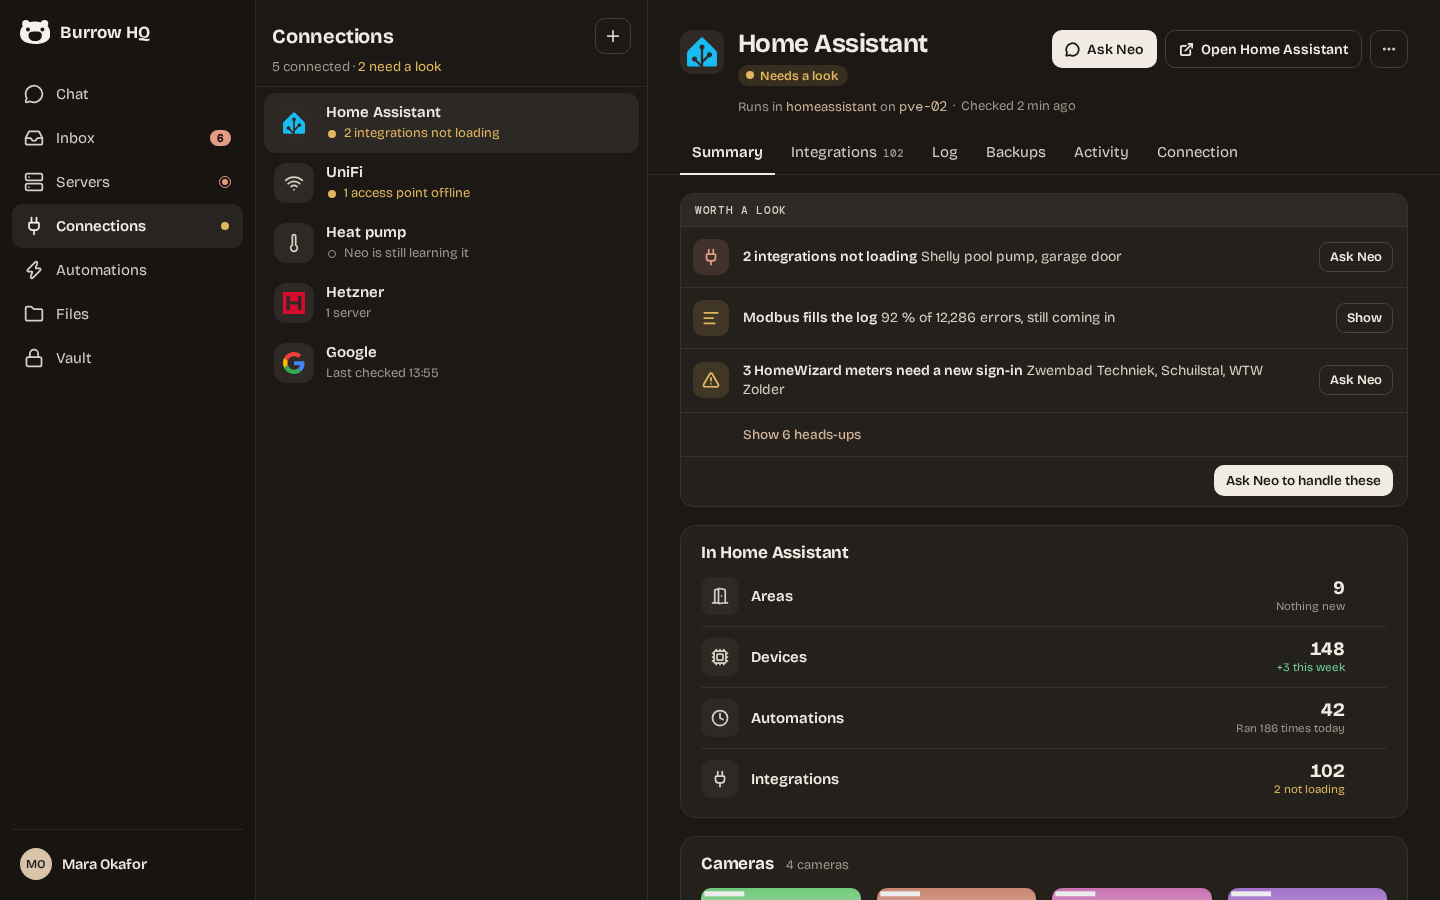 Burrow HQ
Chat
Inbox
6
Servers
Connections
Automations
Files
Vault
MO
Mara Okafor
Connections
5 connected · 2 need a look
Home Assistant
2 integrations not loading
UniFi
1 access point offline
Heat pump
Neo is still learning it
Hetzner
1 server
Google
Last checked 13:55
Home Assistant
Needs a look
Runs in homeassistant on pve-02 · Checked 2 min ago
Ask Neo
Open Home Assistant
Summary
Integrations 102
Log
Backups
Activity
Connection
WORTH A LOOK
2 integrations not loading Shelly pool pump, garage door
Ask Neo
Modbus fills the log 92 % of 12,286 errors, still coming in
Show
3 HomeWizard meters need a new sign-in Zwembad Techniek, Schuilstal, WTW
Zolder
Ask Neo
Show 6 heads-ups
Ask Neo to handle these
In Home Assistant
Areas
9
Nothing new
Devices
148
+3 this week
Automations
42
Ran 186 times today
Integrations
102
2 not loading
Cameras 4 cameras